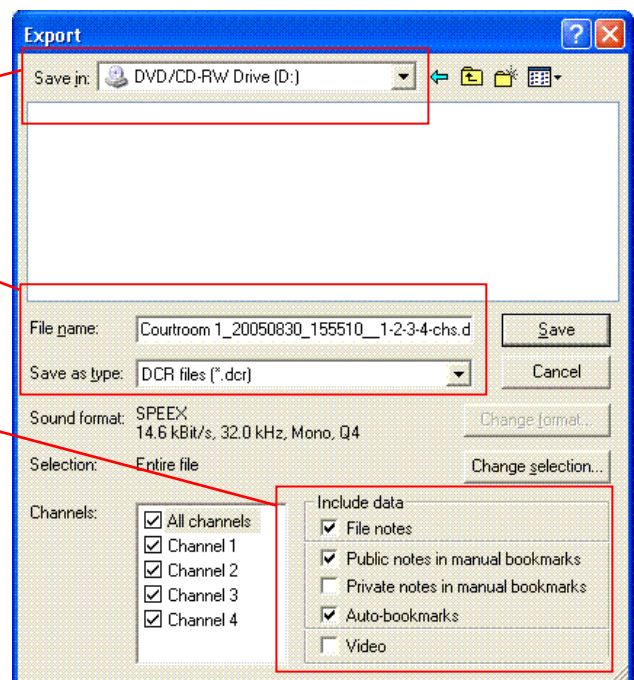 Export
Save in: DVD/CD-RW Drive (D:)
File name: Courtroom 1_20050830_155510__1-2-3-4-chs.d
Save
Save as type: DCR files (*.dcr)
Cancel
Sound format: SPEEX
14.6 kBit/s, 32.0 kHz, Mono, Q4
Change format...
Selection: Entire file
Change selection...
Channels:
All channels
Channel 1
Channel 2
Channel 3
Channel 4
Include data
File notes
Public notes in manual bookmarks
Private notes in manual bookmarks
Auto-bookmarks
Video